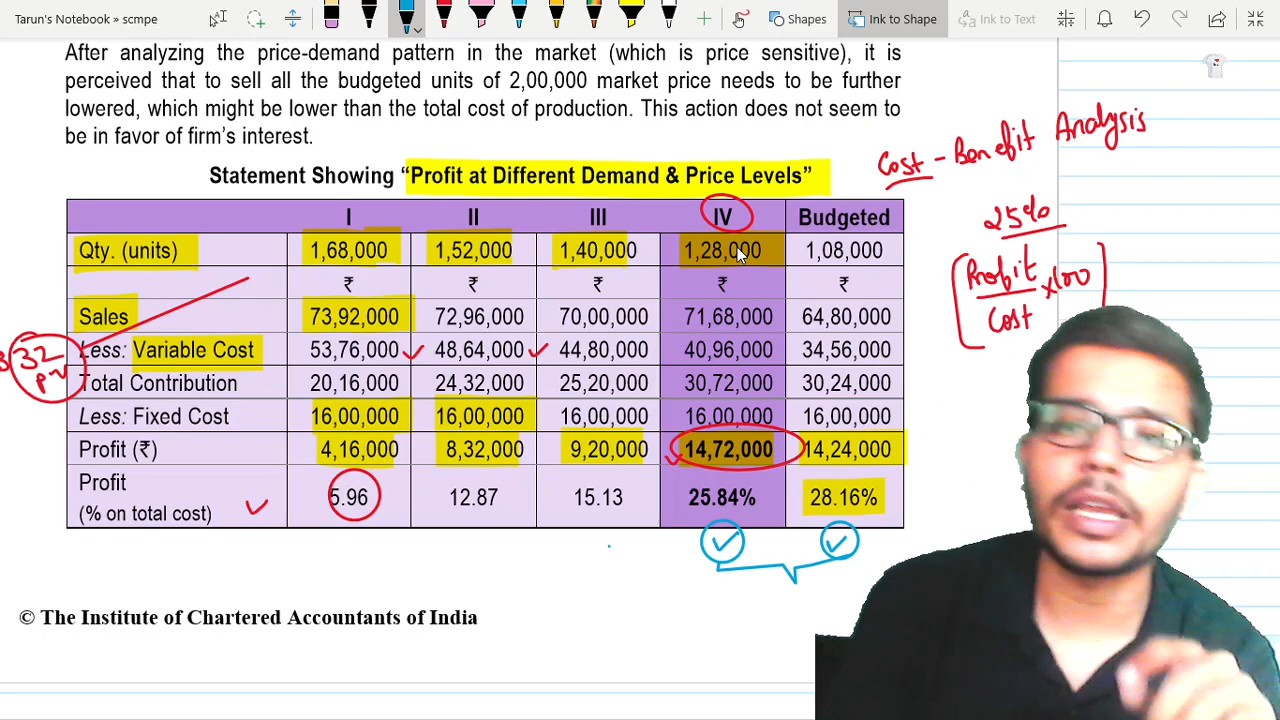 Tarun's Notebook » scmpe
Shapes
Ink to Shape
Ink to Text
After analyzing the price-demand pattern in the market (which is price sensitive), it is
perceived that to sell all the budgeted units of 2,00,000 market price needs to be further
lowered, which might be lower than the total cost of production. This action does not seem to
be in favor of firm's interest.
Cost - Benefit Analysis
Statement Showing “Profit at Different Demand & Price Levels”
25%
I II III IV Budgeted
Qty. (units) 1,68,000 1,52,000 1,40,000 1,28,000 1,08,000
₹ ₹ ₹ ₹ ₹
Profit
Cost
×100
Sales 73,92,000 72,96,000 70,00,000 71,68,000 64,80,000
Less: Variable Cost 53,76,000 48,64,000 44,80,000 40,96,000 34,56,000
32
pu
Total Contribution 20,16,000 24,32,000 25,20,000 30,72,000 30,24,000
Less: Fixed Cost 16,00,000 16,00,000 16,00,000 16,00,000 16,00,000
Profit (₹) 4,16,000 8,32,000 9,20,000 14,72,000 14,24,000
Profit
(% on total cost) 5.96 12.87 15.13 25.84% 28.16%
© The Institute of Chartered Accountants of India